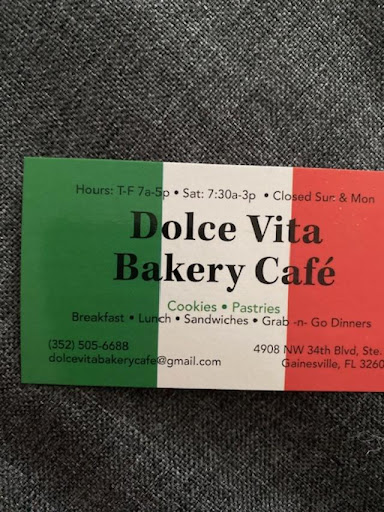 Hours: T-F 7a-5p • Sat: 7:30a-3p • Closed Sun & Mon
Dolce Vita
Bakery Café
Cookies • Pastries
Breakfast • Lunch • Sandwiches • Grab -n- Go Dinners
(352) 505-6688
dolcevitabakerycafe@gmail.com
4908 NW 34th Blvd, Ste.
Gainesville, FL 3260